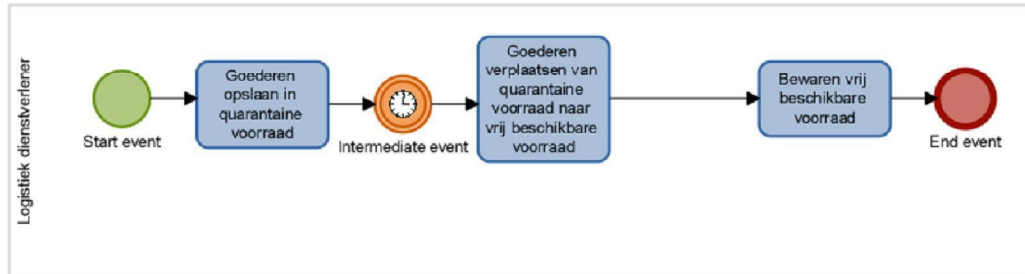 Logistiek dienstverlener
Start event
Goederen
opslaan in
quarantaine
voorraad
Intermediate event
Goederen
verplaatsen van
quarantaine
voorraad naar
vrij beschikbare
voorraad
Bewaren vrij
beschikbare
voorraad
End event